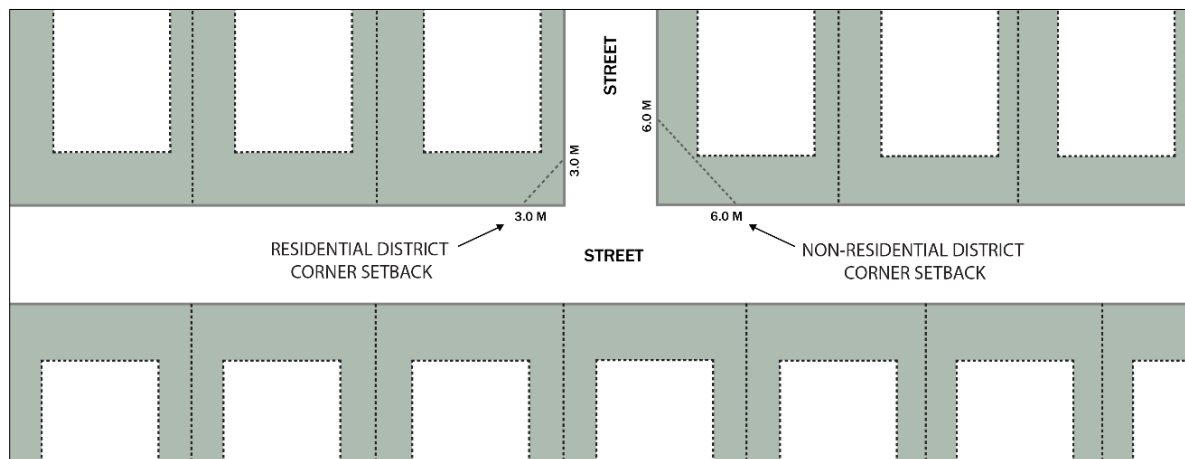 STREET
6.0 M
3.0 M
3.0 M
6.0 M
RESIDENTIAL DISTRICT
CORNER SETBACK
STREET
NON-RESIDENTIAL DISTRICT
CORNER SETBACK